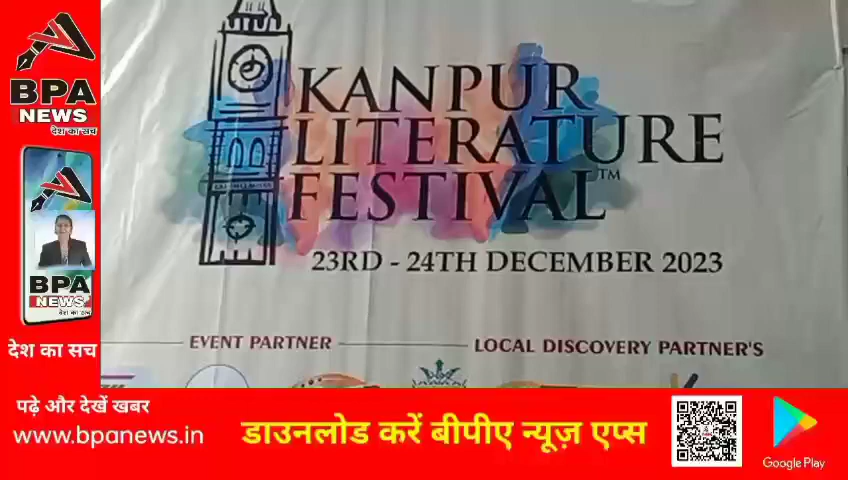 BPA
NEWS
देश का सच
BPA
NEWS
देश का सच
देश का सच
KANPUR
LITERATURE
FESTIVAL™
23RD - 24TH DECEMBER 2023
EVENT PARTNER
LOCAL DISCOVERY PARTNER'S
पढ़े और देखें खबर
www.bpanews.in
डाउनलोड करें बीपीए न्यूज़ एप्स
Google Play